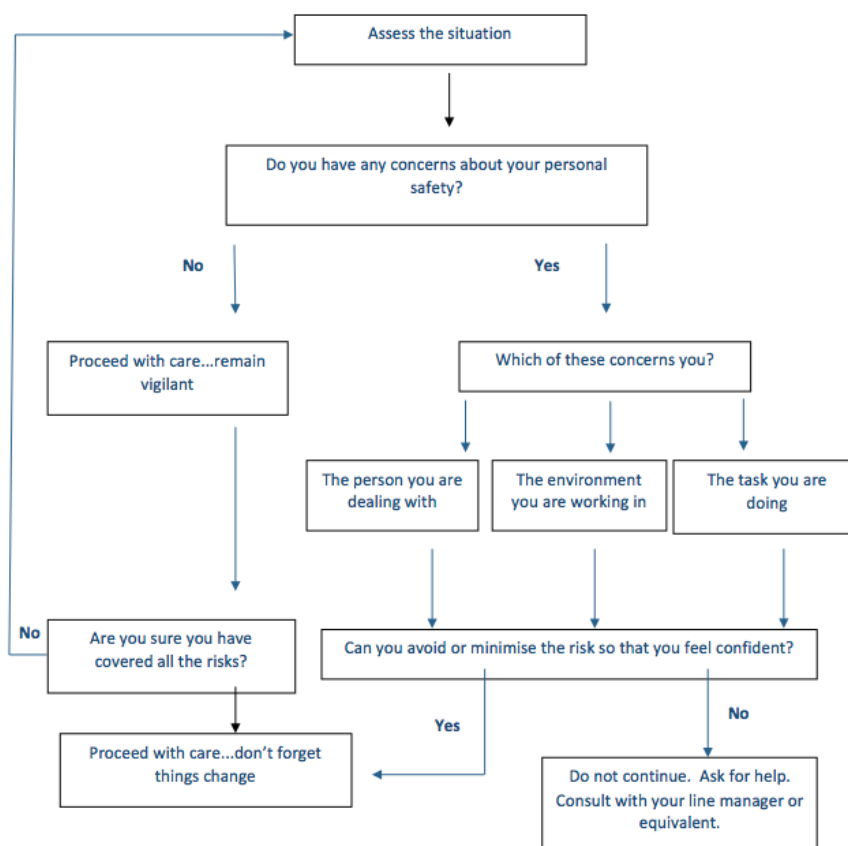 Assess the situation
Do you have any concerns about your personal
safety?
No
Yes
Proceed with care...remain
vigilant
Which of these concerns you?
The person you are
dealing with
The environment
you are working in
The task you are
doing
No
Are you sure you have
covered all the risks?
Can you avoid or minimise the risk so that you feel confident?
Yes
No
Proceed with care...don’t forget
things change
Do not continue.  Ask for help.
Consult with your line manager or
equivalent.